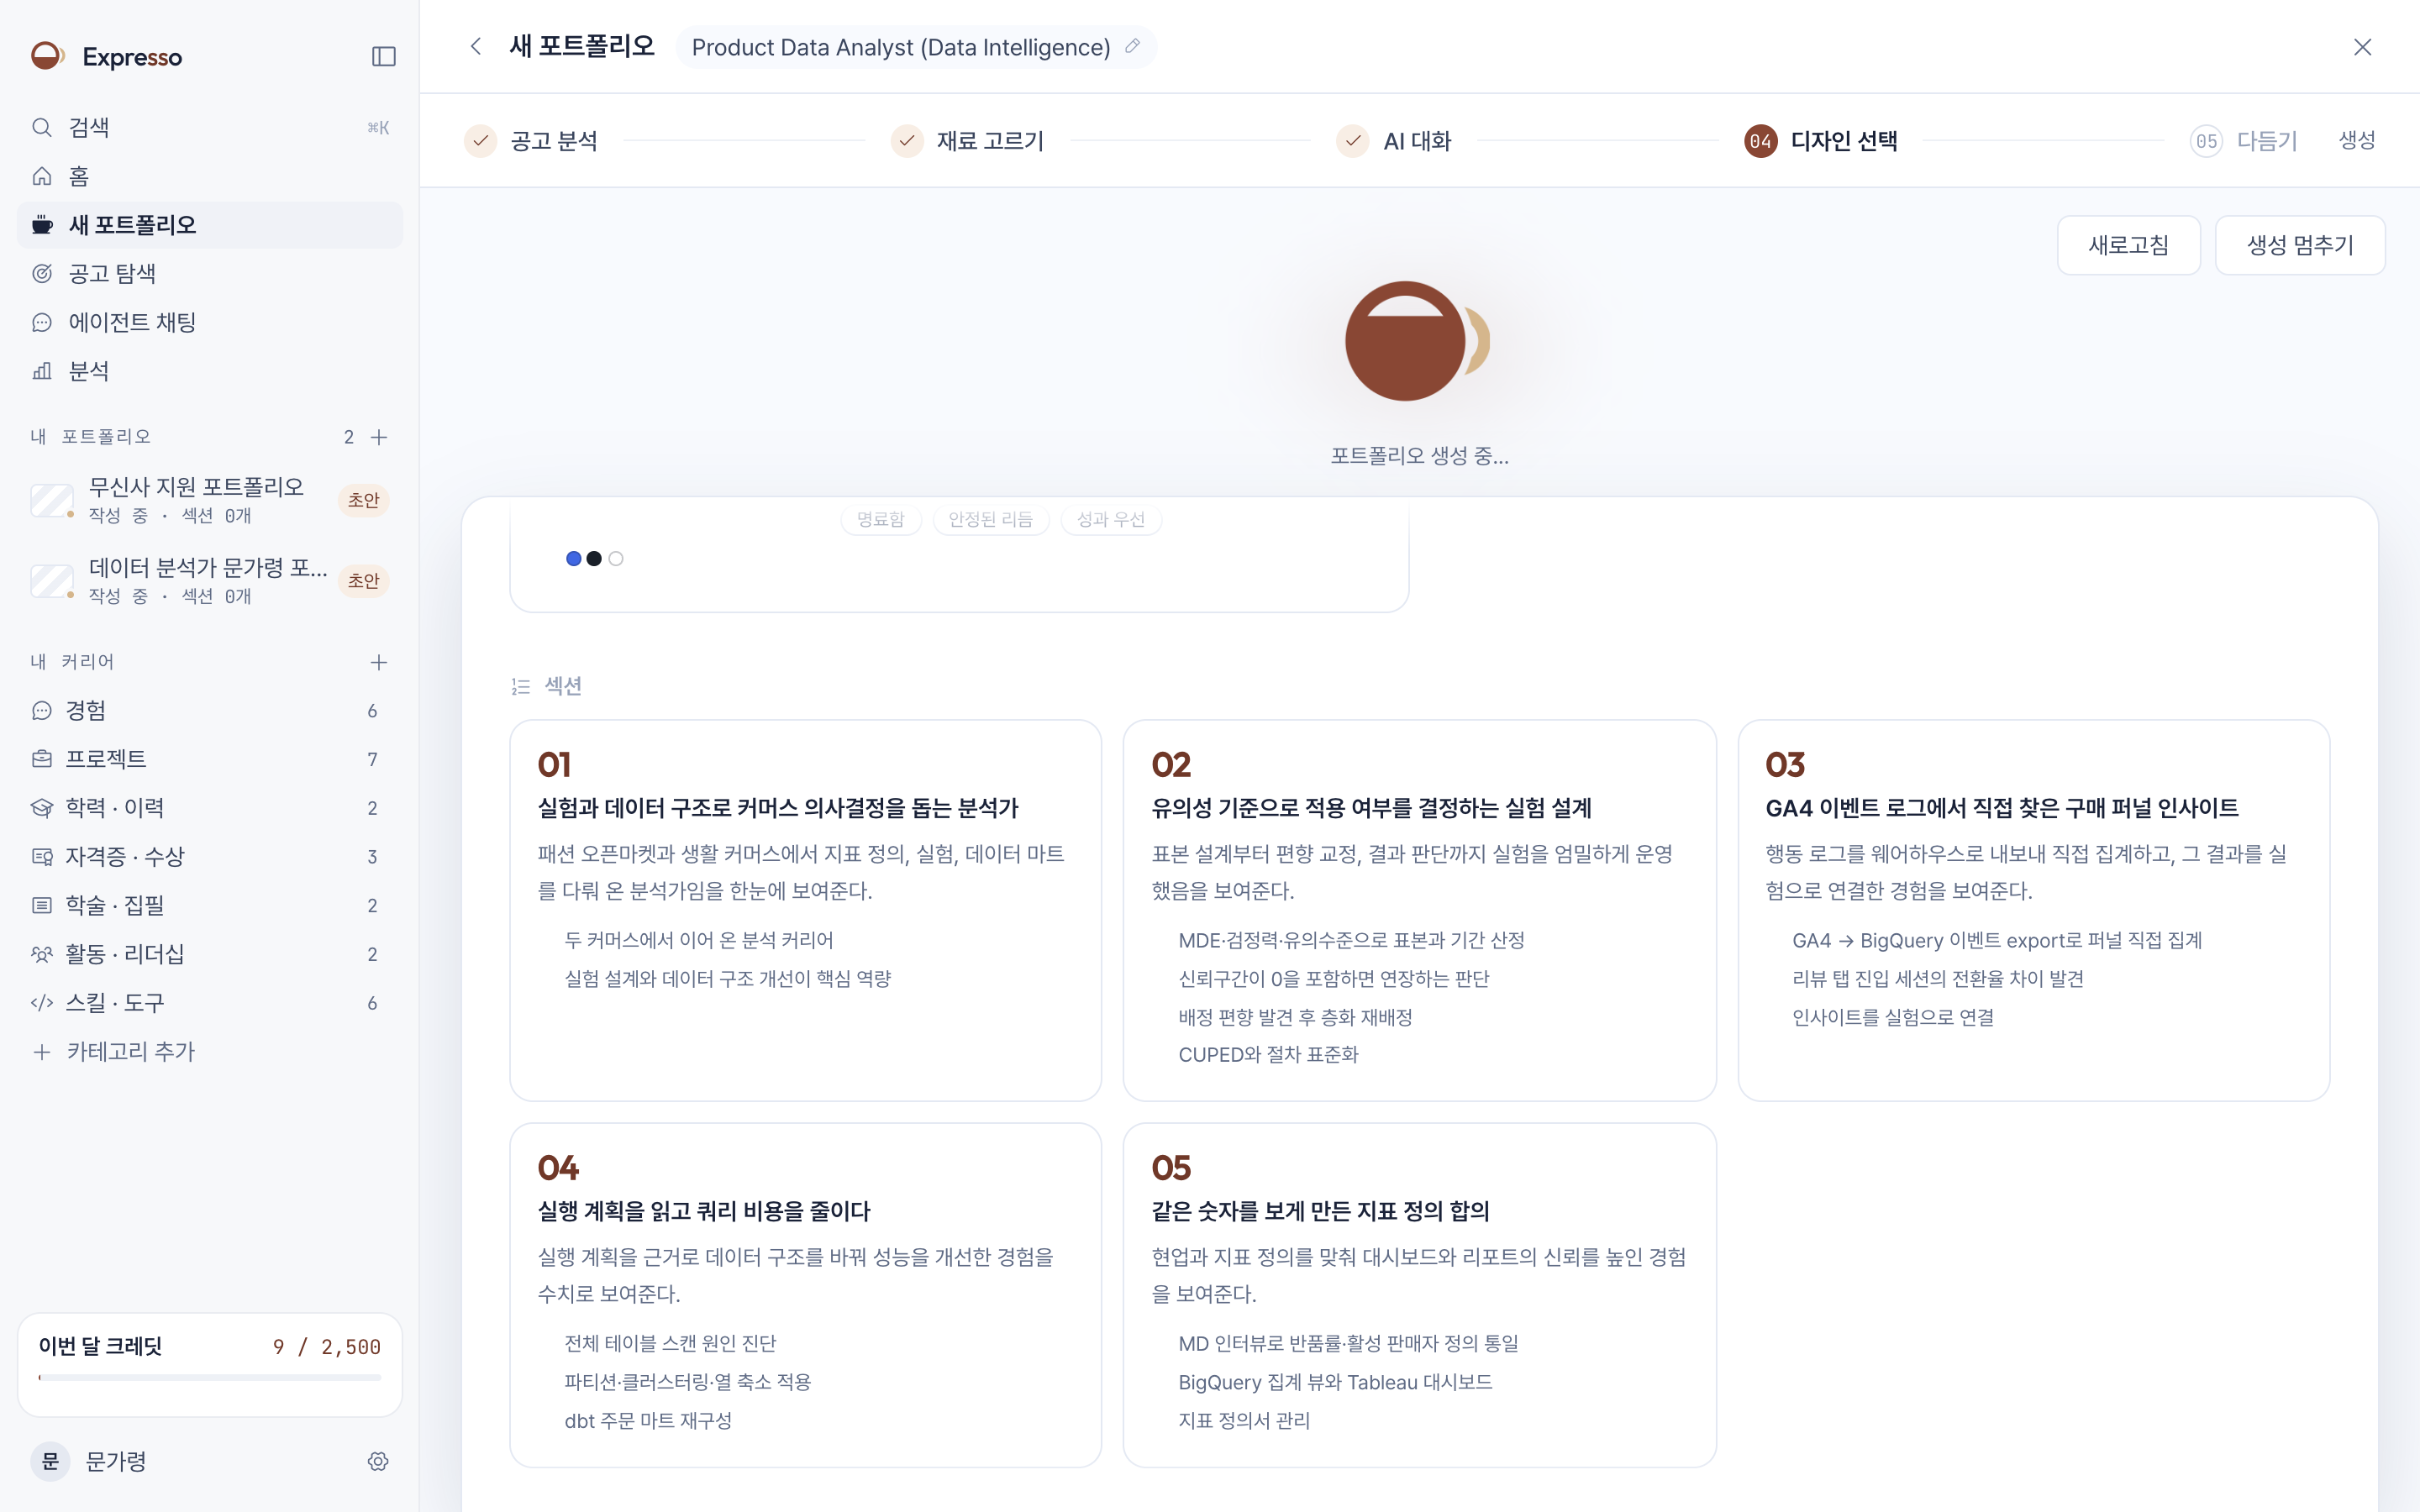 Expresso
검색 ⌘K
홈
새 포트폴리오
공고 탐색
에이전트 채팅
분석
내 포트폴리오 2
무신사 지원 포트폴리오 초안
작성 중 · 섹션 0개
데이터 분석가 문가령 포... 초안
작성 중 · 섹션 0개
내 커리어
경험 6
프로젝트 7
학력 · 이력 2
자격증 · 수상 3
학술 · 집필 2
활동 · 리더십 2
스킬 · 도구 6
카테고리 추가
이번 달 크레딧 9 / 2,500
문 문가령
새 포트폴리오 Product Data Analyst (Data Intelligence)
공고 분석 재료 고르기 AI 대화 04 디자인 선택 05 다듬기 생성
새로고침 생성 멈추기
포트폴리오 생성 중...
명료함 안정된 리듬 성과 우선
섹션
01
실험과 데이터 구조로 커머스 의사결정을 돕는 분석가
패션 오픈마켓과 생활 커머스에서 지표 정의, 실험, 데이터 마트
를 다뤄 온 분석가임을 한눈에 보여준다.
두 커머스에서 이어 온 분석 커리어
실험 설계와 데이터 구조 개선이 핵심 역량
02
유의성 기준으로 적용 여부를 결정하는 실험 설계
표본 설계부터 편향 교정, 결과 판단까지 실험을 엄밀하게 운영
했음을 보여준다.
MDE·검정력·유의수준으로 표본과 기간 산정
신뢰구간이 0을 포함하면 연장하는 판단
배정 편향 발견 후 층화 재배정
CUPED와 절차 표준화
03
GA4 이벤트 로그에서 직접 찾은 구매 퍼널 인사이트
행동 로그를 웨어하우스로 내보내 직접 집계하고, 그 결과를 실
험으로 연결한 경험을 보여준다.
GA4 → BigQuery 이벤트 export로 퍼널 직접 집계
리뷰 탭 진입 세션의 전환율 차이 발견
인사이트를 실험으로 연결
04
실행 계획을 읽고 쿼리 비용을 줄이다
실행 계획을 근거로 데이터 구조를 바꿔 성능을 개선한 경험을
수치로 보여준다.
전체 테이블 스캔 원인 진단
파티션·클러스터링·열 축소 적용
dbt 주문 마트 재구성
05
같은 숫자를 보게 만든 지표 정의 합의
현업과 지표 정의를 맞춰 대시보드와 리포트의 신뢰를 높인 경험
을 보여준다.
MD 인터뷰로 반품률·활성 판매자 정의 통일
BigQuery 집계 뷰와 Tableau 대시보드
지표 정의서 관리